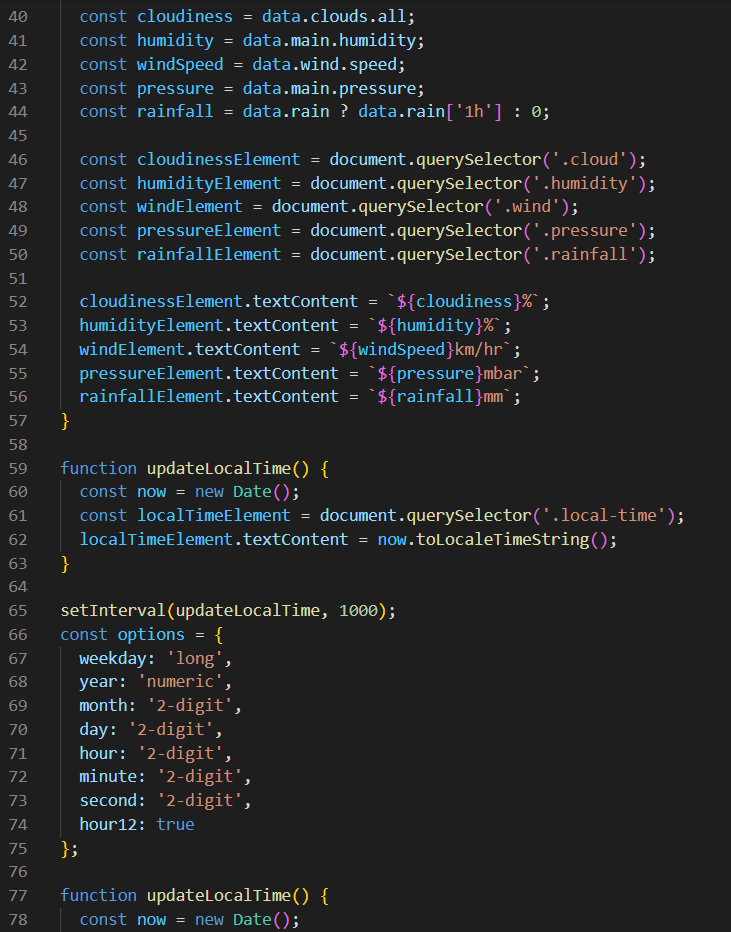 40 const cloudiness = data.clouds.all;
41 const humidity = data.main.humidity;
42 const windSpeed = data.wind.speed;
43 const pressure = data.main.pressure;
44 const rainfall = data.rain ? data.rain['1h'] : 0;
45
46 const cloudinessElement = document.querySelector('.cloud');
47 const humidityElement = document.querySelector('.humidity');
48 const windElement = document.querySelector('.wind');
49 const pressureElement = document.querySelector('.pressure');
50 const rainfallElement = document.querySelector('.rainfall');
51
52 cloudinessElement.textContent = `${cloudiness}%`;
53 humidityElement.textContent = `${humidity}%`;
54 windElement.textContent = `${windSpeed}km/hr`;
55 pressureElement.textContent = `${pressure}mbar`;
56 rainfallElement.textContent = `${rainfall}mm`;
57 }
58
59 function updateLocalTime() {
60 const now = new Date();
61 const localTimeElement = document.querySelector('.local-time');
62 localTimeElement.textContent = now.toLocaleTimeString();
63 }
64
65 setInterval(updateLocalTime, 1000);
66 const options = {
67 weekday: 'long',
68 year: 'numeric',
69 month: '2-digit',
70 day: '2-digit',
71 hour: '2-digit',
72 minute: '2-digit',
73 second: '2-digit',
74 hour12: true
75 };
76
77 function updateLocalTime() {
78 const now = new Date();